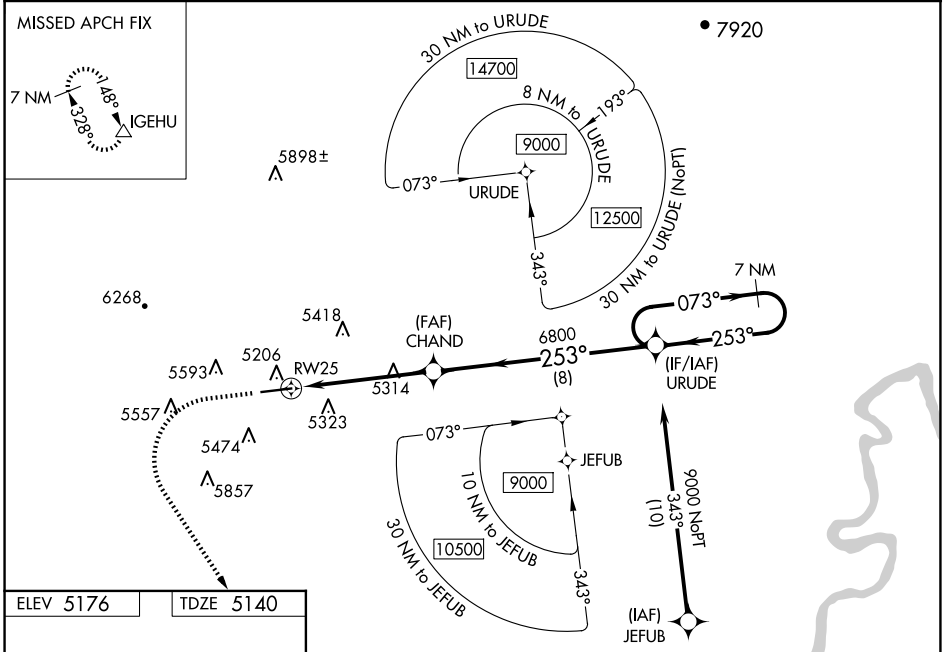 MISSED APCH FIX
7 NM
148°
328°
IGEHU
7920
30 NM to URUDE
14700
193°
8 NM to URUDE
9000
5898±
073°
URUDE
12500
30 NM to URUDE (NoPT)
343°
7 NM
073°
6268
5418
(FAF)
CHAND
6800
253°
(8)
253°
(IF/IAF)
URUDE
5593
5206
RW25
5314
5557
5323
5474
5857
073°
JEFUB
9000
10 NM to JEFUB
10500
30 NM to JEFUB
343°
9000 NoPT
343°
(10)
(IAF)
JEFUB
ELEV 5176
TDZE 5140